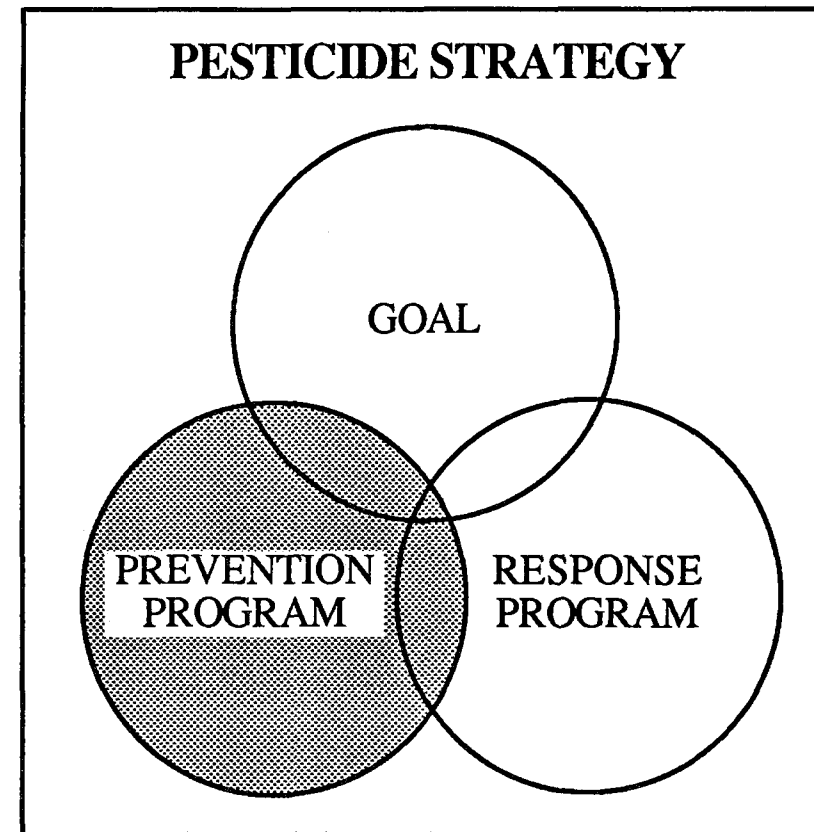 PESTICIDE STRATEGY
GOAL
PREVENTION
PROGRAM
RESPONSE
PROGRAM